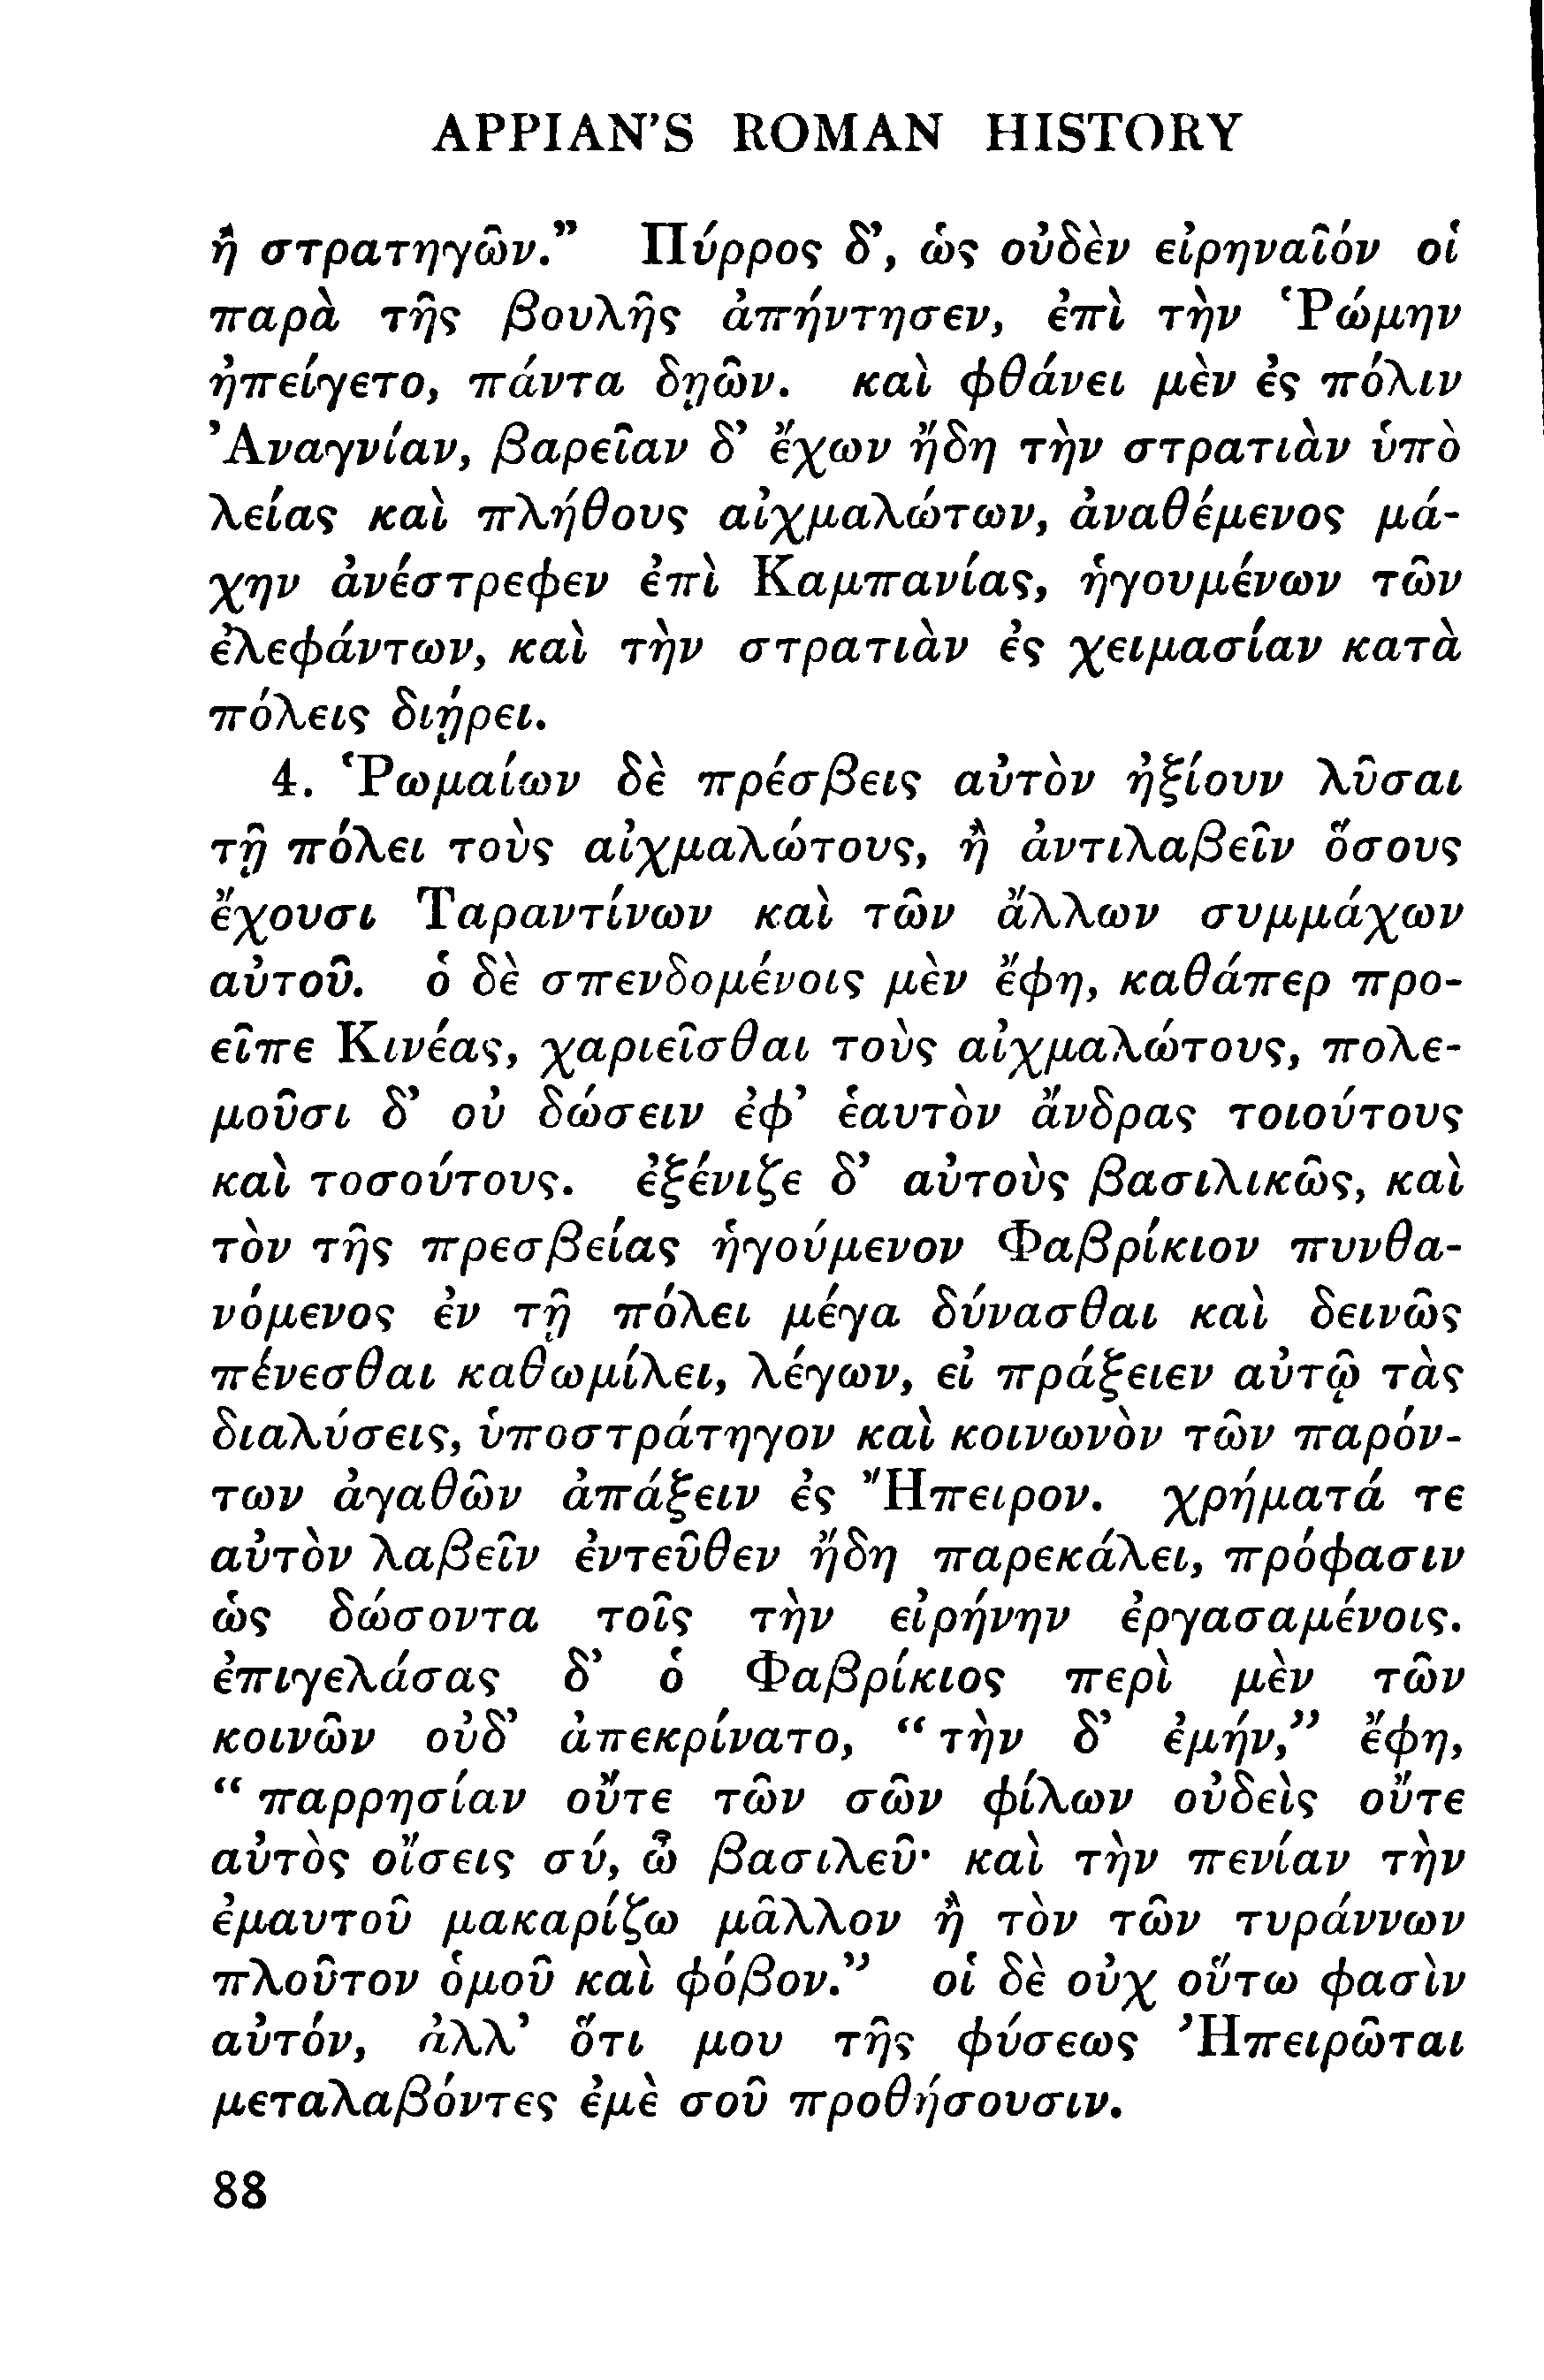 APPIAN'S ROMAN HISTORY
ἢ στρατηγῶν.” Πύρρος δ’, ὡς οὐδὲν εἰρηναῖόν οἱ
παρὰ τῆς βουλῆς ἀπήντησεν, ἐπὶ τὴν Ῥώμην
ἠπείγετο, πάντα δῃῶν. καὶ φθάνει μὲν ἐς πόλιν
Ἀναγνίαν, βαρεῖαν δ’ ἔχων ἤδη τὴν στρατιὰν ὑπὸ
λείας καὶ πλήθους αἰχμαλώτων, ἀναθέμενος μά-
χην ἀνέστρεφεν ἐπὶ Καμπανίας, ἡγουμένων τῶν
ἐλεφάντων, καὶ τὴν στρατιὰν ἐς χειμασίαν κατὰ
πόλεις διῄρει.
4. Ῥωμαίων δὲ πρέσβεις αὐτὸν ἠξίουν λῦσαι
τῇ πόλει τοὺς αἰχμαλώτους, ἢ ἀντιλαβεῖν ὅσους
ἔχουσι Ταραντίνων καὶ τῶν ἄλλων συμμάχων
αὐτοῦ. ὁ δὲ σπενδομένοις μὲν ἔφη, καθάπερ προ-
εῖπε Κινέας, χαριεῖσθαι τοὺς αἰχμαλώτους, πολε-
μοῦσι δ’ οὐ δώσειν ἐφ’ ἑαυτὸν ἄνδρας τοιούτους
καὶ τοσούτους. ἐξένιζε δ’ αὐτοὺς βασιλικῶς, καὶ
τὸν τῆς πρεσβείας ἡγούμενον Φαβρίκιον πυνθα-
νόμενος ἐν τῇ πόλει μέγα δύνασθαι καὶ δεινῶς
πένεσθαι καθωμίλει, λέγων, εἰ πράξειεν αὐτῷ τὰς
διαλύσεις, ὑποστράτηγον καὶ κοινωνὸν τῶν παρόν-
των ἀγαθῶν ἀπάξειν ἐς Ἤπειρον. χρήματά τε
αὐτὸν λαβεῖν ἐντεῦθεν ἤδη παρεκάλει, πρόφασιν
ὡς δώσοντα τοῖς τὴν εἰρήνην ἐργασαμένοις.
ἐπιγελάσας δ’ ὁ Φαβρίκιος περὶ μὲν τῶν
κοινῶν οὐδ’ ἀπεκρίνατο, “τὴν δ’ ἐμήν,” ἔφη,
“παρρησίαν οὔτε τῶν σῶν φίλων οὐδεὶς οὔτε
αὐτὸς οἴσεις σύ, ὦ βασιλεῦ· καὶ τὴν πενίαν τὴν
ἐμαυτοῦ μακαρίζω μᾶλλον ἢ τὸν τῶν τυράννων
πλοῦτον ὁμοῦ καὶ φόβον.” οἱ δὲ οὐχ οὕτω φασὶν
αὐτόν, ἀλλ’ ὅτι μου τῆς φύσεως Ἠπειρῶται
μεταλαβόντες ἐμὲ σοῦ προθήσουσιν.
88